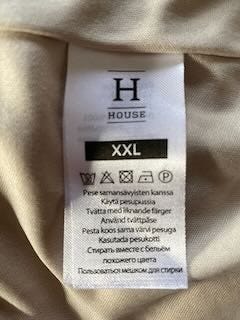 H
HOUSE
XXL
Pese samansävyisten kanssa
Käytä pesupussia
Tvätta med liknande färger
Använd tvättpåse
Pesta koos sama värvi pesuga
Kasutada pesukotti
Стирать вместе с бельём
похожего цвета
Пользоваться мешком для стирки